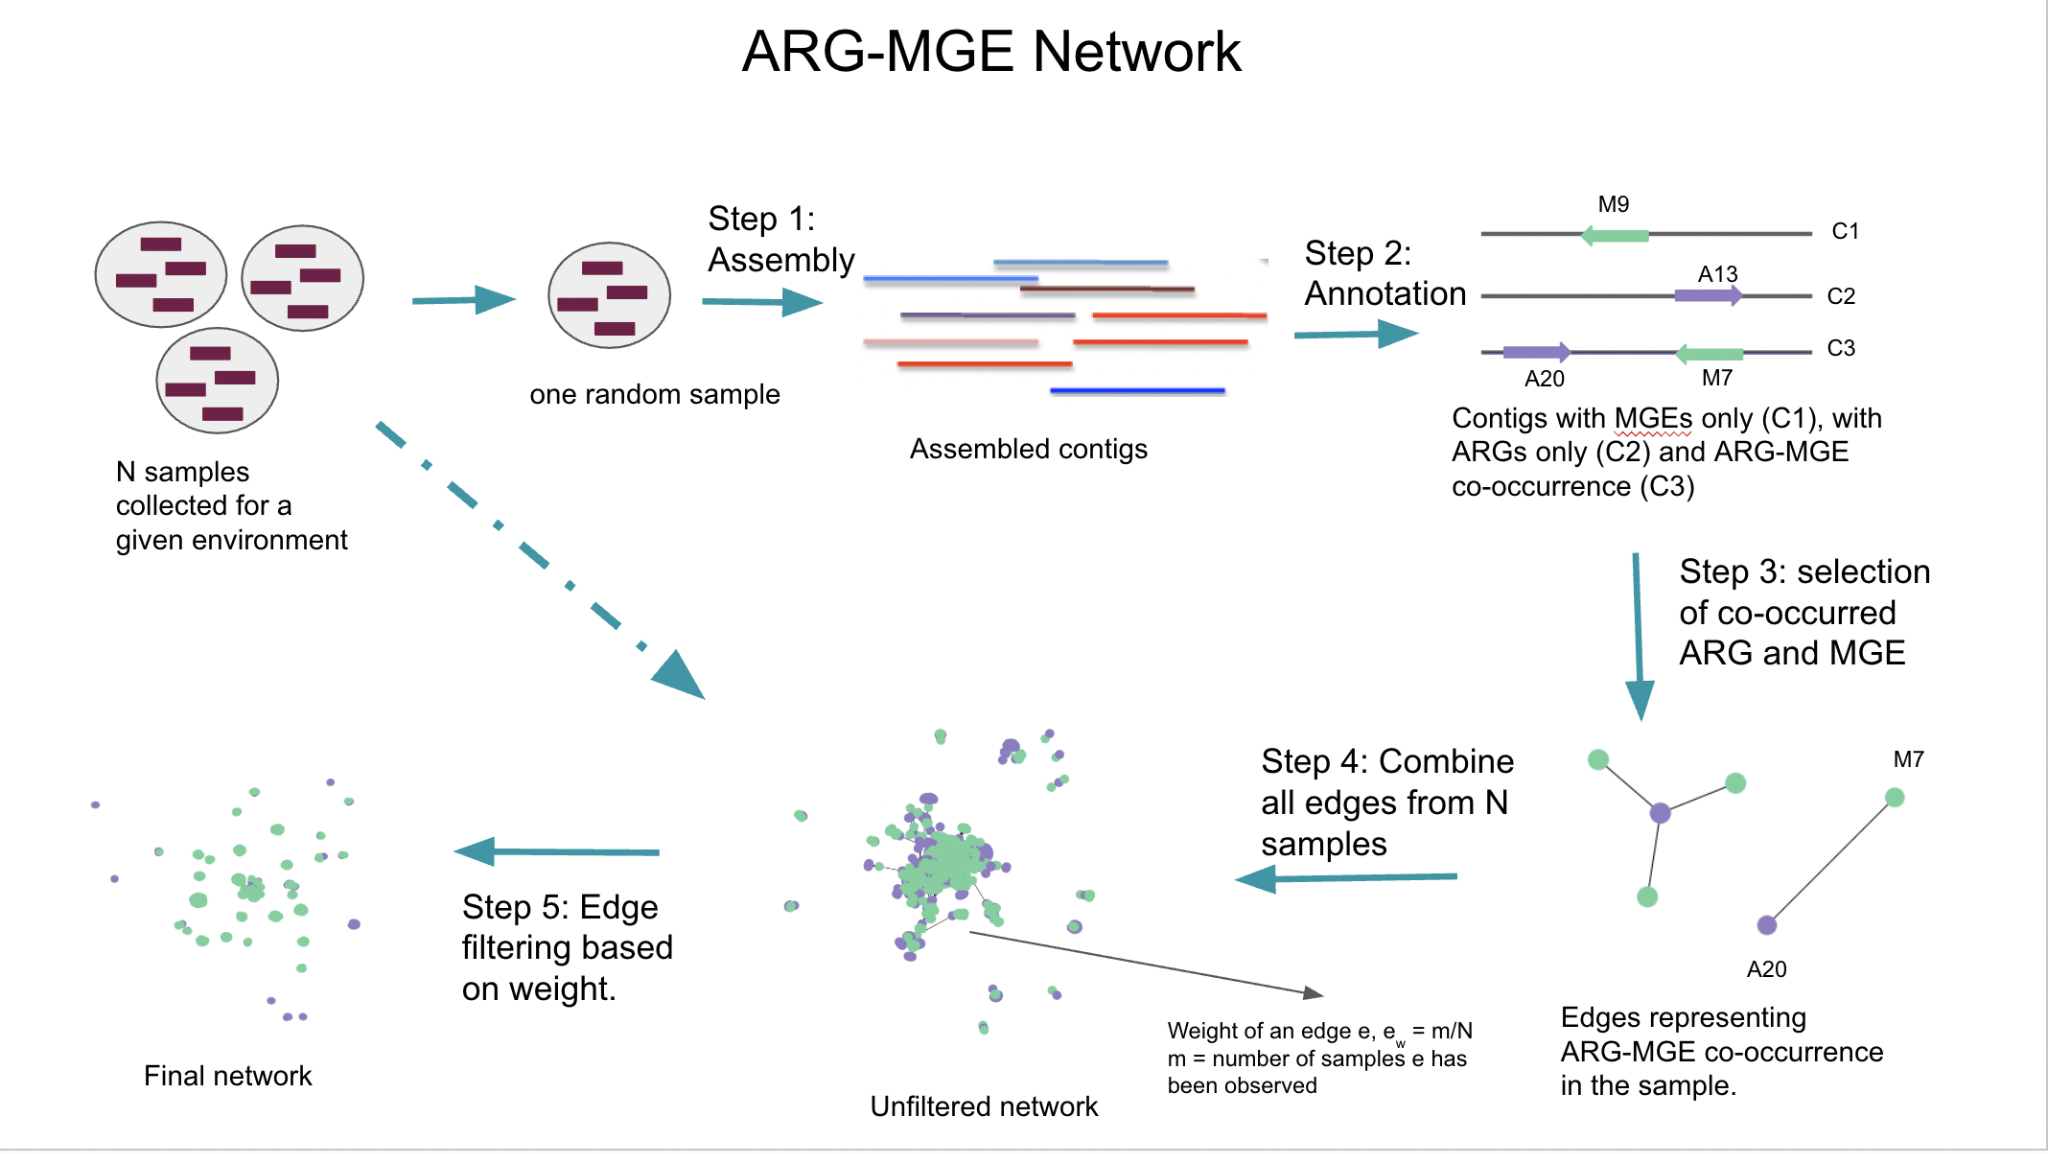 ARG-MGE Network
N samples
collected for a
given environment
one random sample
Step 1:
Assembly
Assembled contigs
Step 2:
Annotation
M9
C1
A13
C2
C3
A20
M7
Contigs with MGEs only (C1), with
ARGs only (C2) and ARG-MGE
co-occurrence (C3)
Step 3: selection
of co-occurred
ARG and MGE
M7
A20
Edges representing
ARG-MGE co-occurrence
in the sample.
Step 4: Combine
all edges from N
samples
Weight of an edge e, e_w = m/N
m = number of samples e has
been observed
Unfiltered network
Step 5: Edge
filtering based
on weight.
Final network